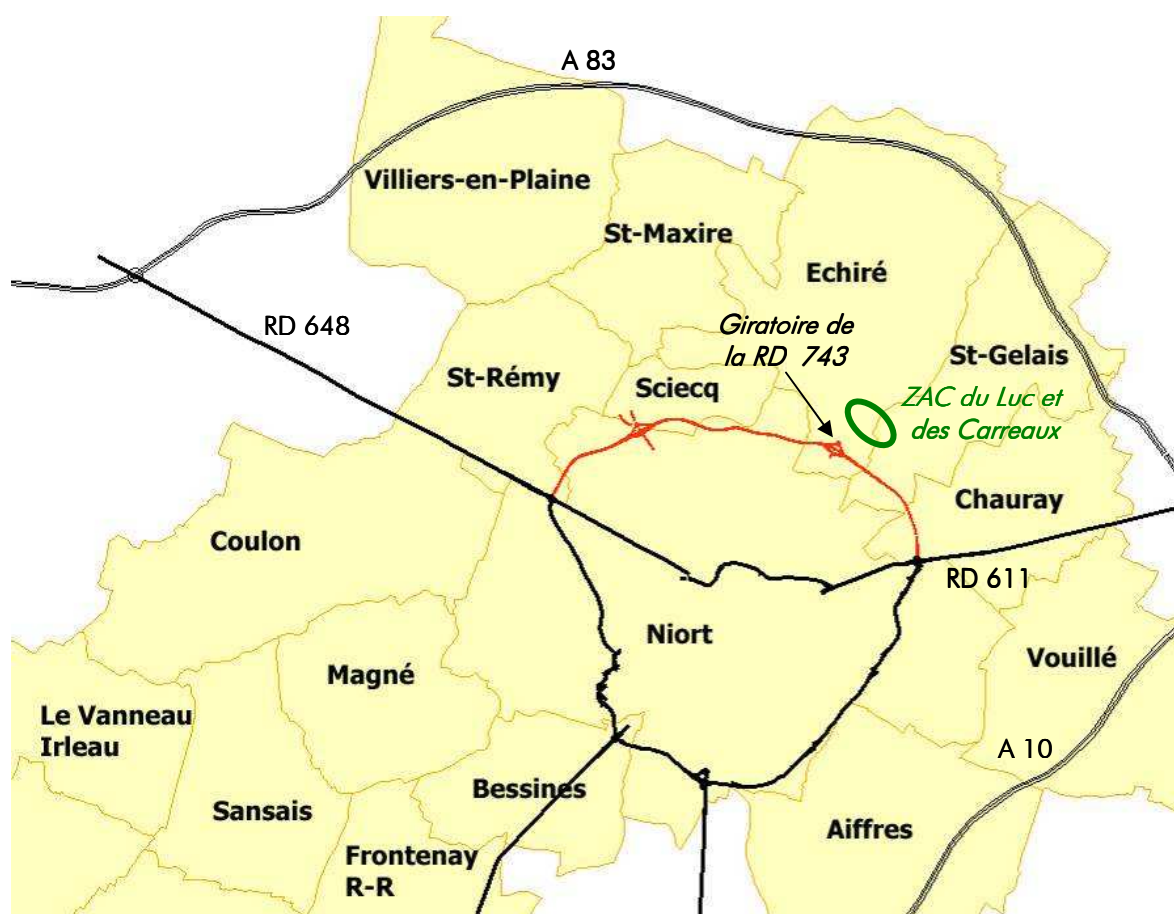 A 83
Villiers-en-Plaine
St-Maxire
Echiré
RD 648
Giratoire de
la RD 743
St-Gelais
St-Rémy
Sciecq
ZAC du Luc et
des Carreaux
Chauray
Coulon
RD 611
Niort
Vouillé
Magné
Le Vanneau
Irleau
A 10
Bessines
Sansais
Aiffres
Frontenay
R-R